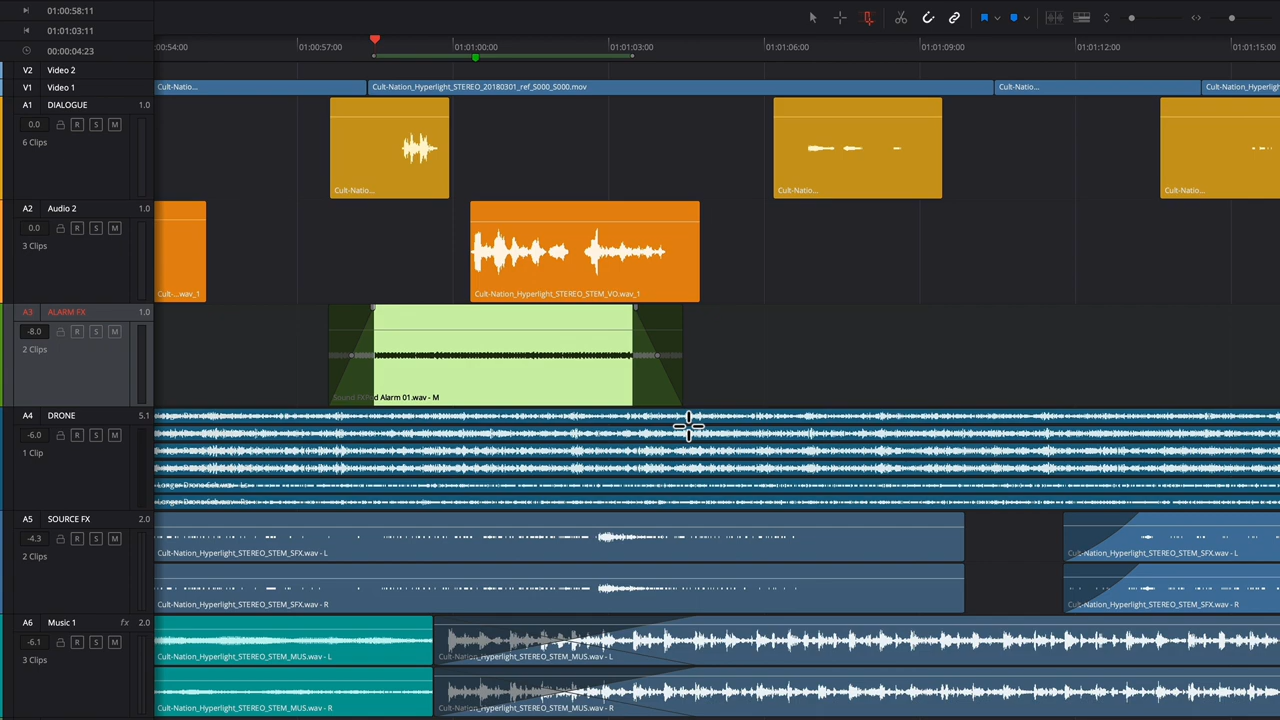 01:00:58:11
01:01:03:11
00:00:04:23
00:54:00
01:00:57:00
01:01:00:00
01:01:03:00
01:01:06:00
01:01:09:00
01:01:12:00
01:01:15:00
V2 Video 2
V1 Video 1
Cult-Natio...
Cult-Nation_Hyperlight_STEREO_20180301_ref_S000_S000.mov
Cult-Natio...
Cult-Nation_Hyperligh
A1 DIALOGUE 1.0
0.0 R S M
6 Clips
Cult-Natio...
Cult-Natio...
Cult-Natio...
A2 Audio 2 1.0
0.0 R S M
3 Clips
Cult-...wav_1
Cult-Nation_Hyperlight_STEREO_STEM_VO.wav_1
A3 ALARM FX 1.0
-8.0 R S M
2 Clips
Alarm 01.wav - M
A4 DRONE 5.1
-6.0 R S M
1 Clip
A5 SOURCE FX 2.0
-4.3 R S M
2 Clips
Cult-Nation_Hyperlight_STEREO_STEM_SFX.wav - L
Cult-Nation_Hyperlight_STEREO_STEM_SFX.wav - L
Cult-Nation_Hyperlight_STEREO_STEM_SFX.wav - R
Cult-Nation_Hyperlight_STEREO_STEM_SFX.wav - R
A6 Music 1 fx 2.0
-6.1 R S M
3 Clips
Cult-Nation_Hyperlight_STEREO_STEM_MUS.wav - L
Cult-Nation_Hyperlight_STEREO_STEM_MUS.wav - L
Cult-Nation_Hyperlight_STEREO_STEM_MUS.wav - R
Cult-Nation_Hyperlight_STEREO_STEM_MUS.wav - R